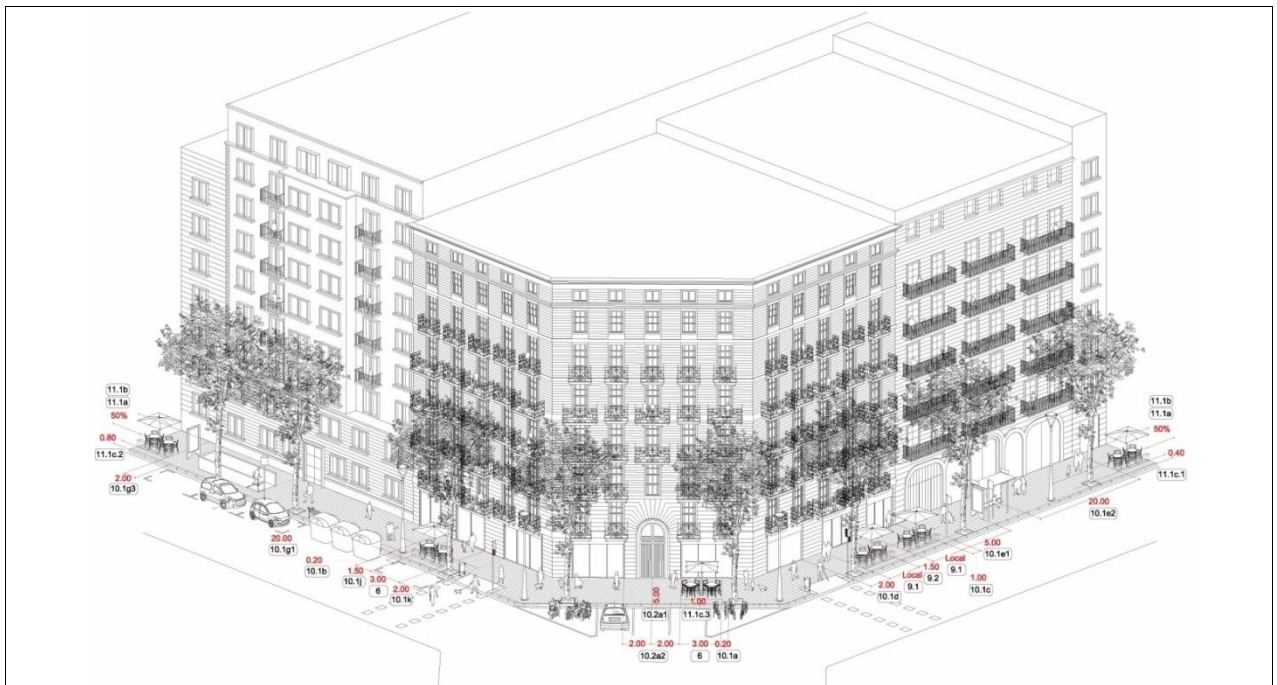 11.1b
11.1a
50%
0.80
11.1c.2
2.00
10.1g3
20.00
10.1g1
0.20
10.1b
1.50
10.1j
3.00
6
2.00
10.1k
5.00
10.2a1
1.00
11.1c.3
2.00 2.00 3.00 0.20
10.2a2 6 10.1a
2.00
10.1d
Local
9.1
1.50
9.2
Local
9.1
1.00
10.1c
5.00
10.1e1
20.00
10.1e2
11.1b
11.1a
50%
0.40
11.1c.1